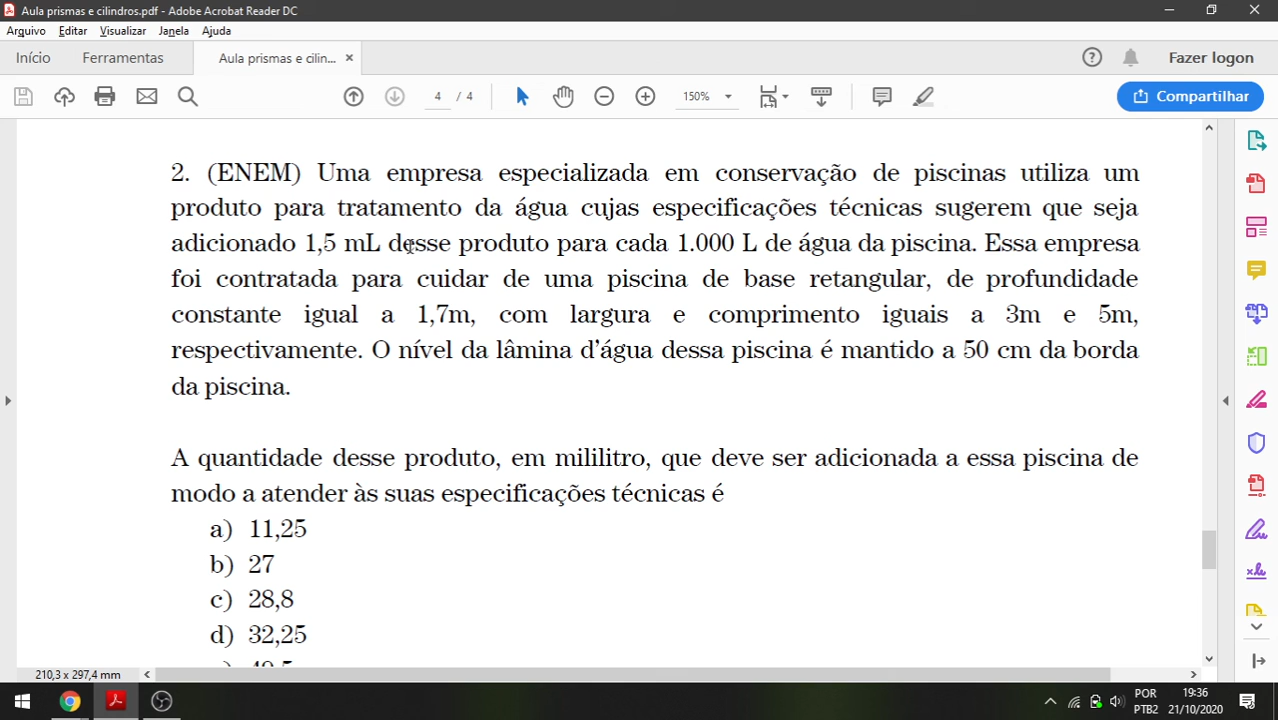 Aula prismas e cilindros.pdf - Adobe Acrobat Reader DC
Arquivo Editar Visualizar Janela Ajuda
Início Ferramentas Aula prismas e cilin... × Fazer logon
4 / 4 150% Compartilhar
2. (ENEM) Uma empresa especializada em conservação de piscinas utiliza um
produto para tratamento da água cujas especificações técnicas sugerem que seja
adicionado 1,5 mL desse produto para cada 1.000 L de água da piscina. Essa empresa
foi contratada para cuidar de uma piscina de base retangular, de profundidade
constante igual a 1,7m, com largura e comprimento iguais a 3m e 5m,
respectivamente. O nível da lâmina d'água dessa piscina é mantido a 50 cm da borda
da piscina.
A quantidade desse produto, em mililitro, que deve ser adicionada a essa piscina de
modo a atender às suas especificações técnicas é
a) 11,25
b) 27
c) 28,8
d) 32,25
210,3 x 297,4 mm
POR 19:36
PTB2 21/10/2020